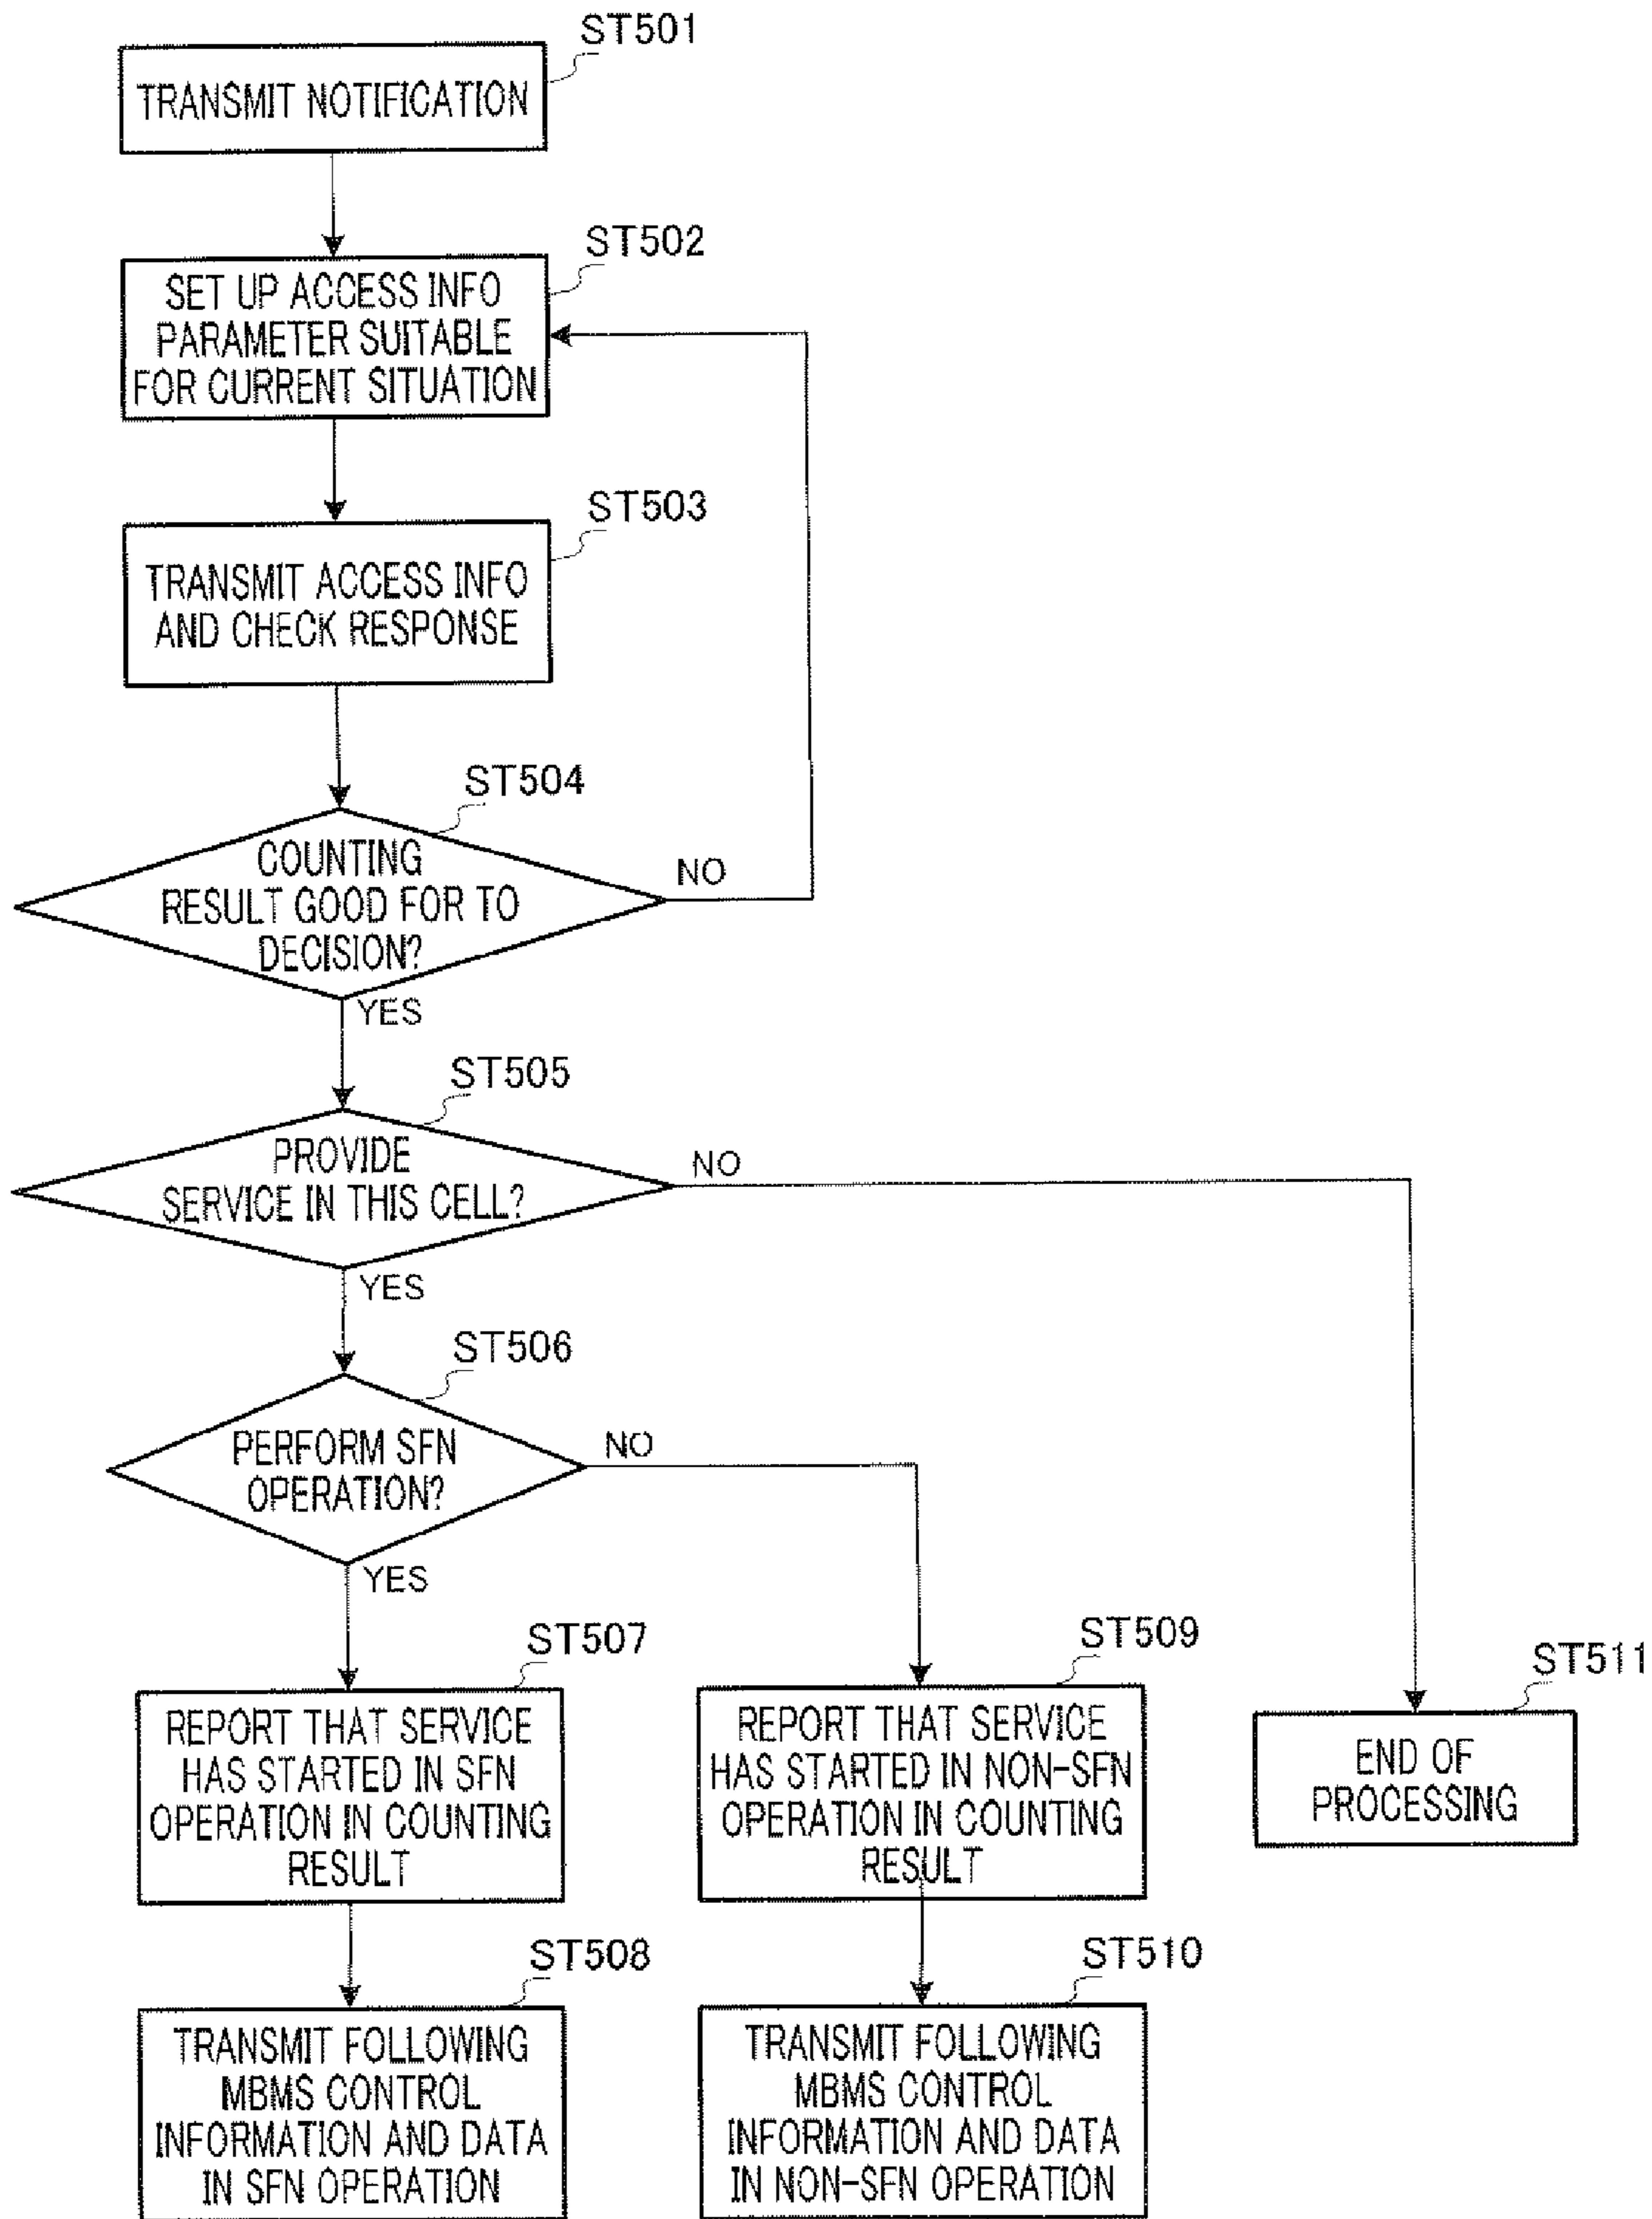 ST501
TRANSMIT NOTIFICATION
ST502
SET UP ACCESS INFO
PARAMETER SUITABLE
FOR CURRENT SITUATION
ST503
TRANSMIT ACCESS INFO
AND CHECK RESPONSE
ST504
COUNTING
RESULT GOOD FOR TO
DECISION?
NO
YES
ST505
PROVIDE
SERVICE IN THIS CELL?
NO
YES
ST506
PERFORM SFN
OPERATION?
NO
YES
ST507
REPORT THAT SERVICE
HAS STARTED IN SFN
OPERATION IN COUNTING
RESULT
ST509
REPORT THAT SERVICE
HAS STARTED IN NON-SFN
OPERATION IN COUNTING
RESULT
ST511
END OF
PROCESSING
ST508
TRANSMIT FOLLOWING
MBMS CONTROL
INFORMATION AND DATA
IN SFN OPERATION
ST510
TRANSMIT FOLLOWING
MBMS CONTROL
INFORMATION AND DATA
IN NON-SFN OPERATION